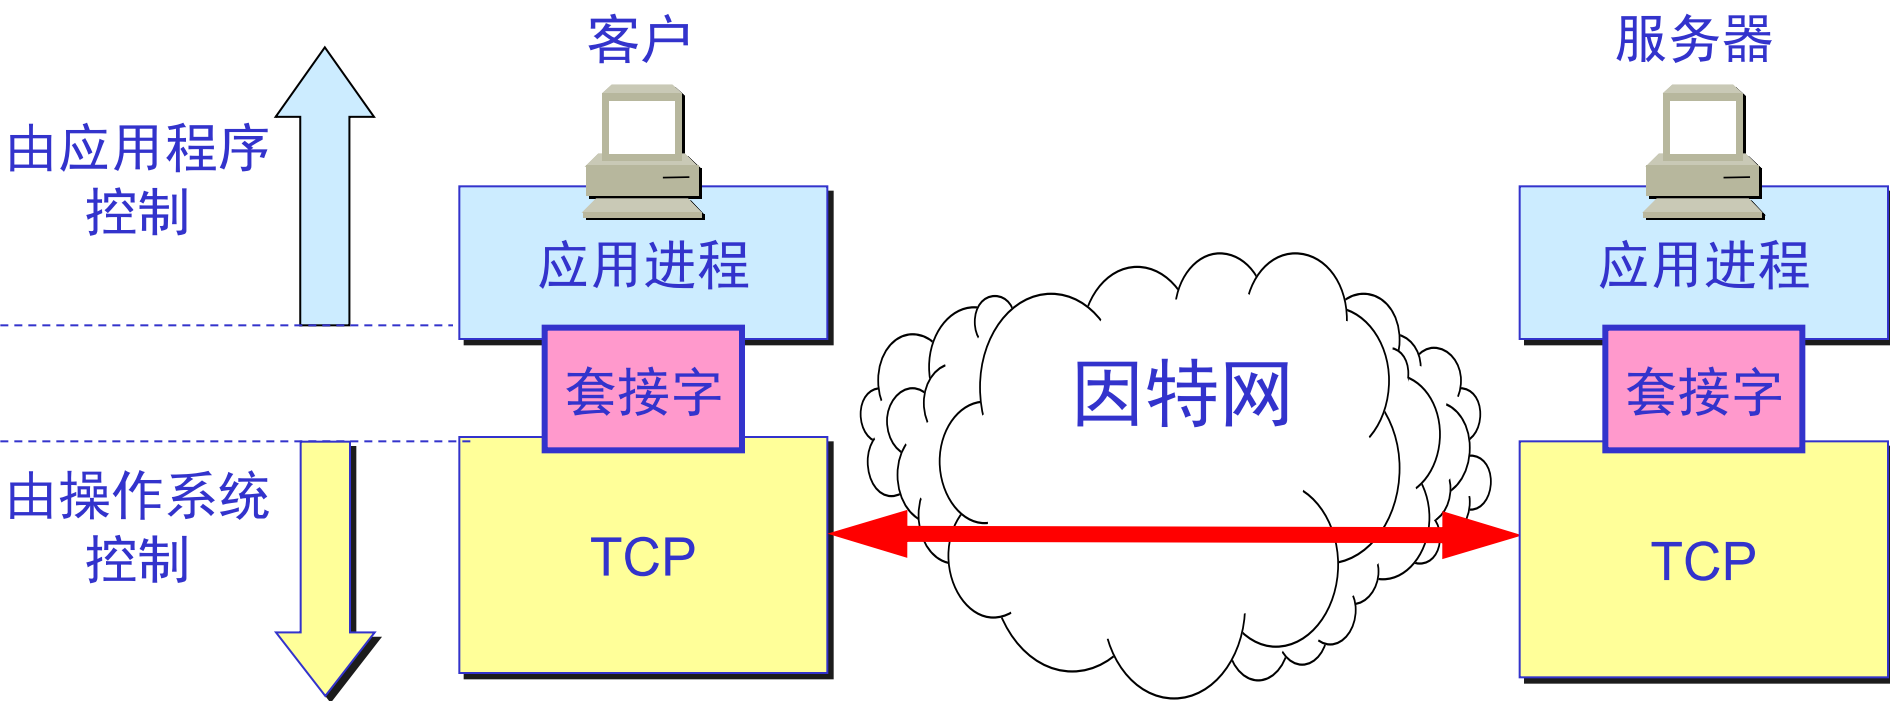 客户
服务器
由应用程序
控制
应用进程
应用进程
套接字
因特网
套接字
由操作系统
控制
TCP
TCP